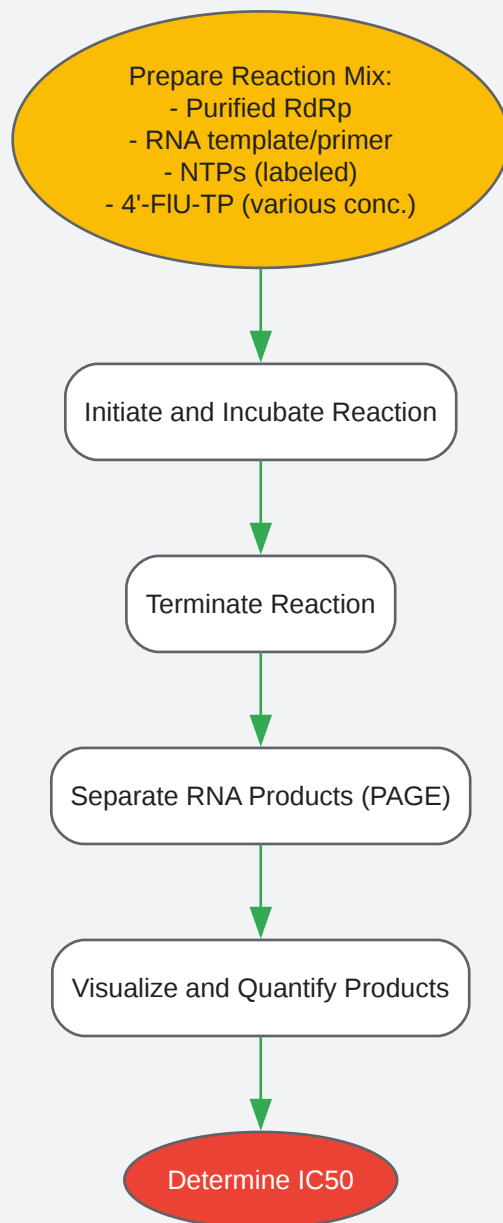 Prepare Reaction Mix:
- Purified RdRp
- RNA template/primer
- NTPs (labeled)
- 4'-FlU-TP (various conc.)
Initiate and Incubate Reaction
Terminate Reaction
Separate RNA Products (PAGE)
Visualize and Quantify Products
Determine IC50